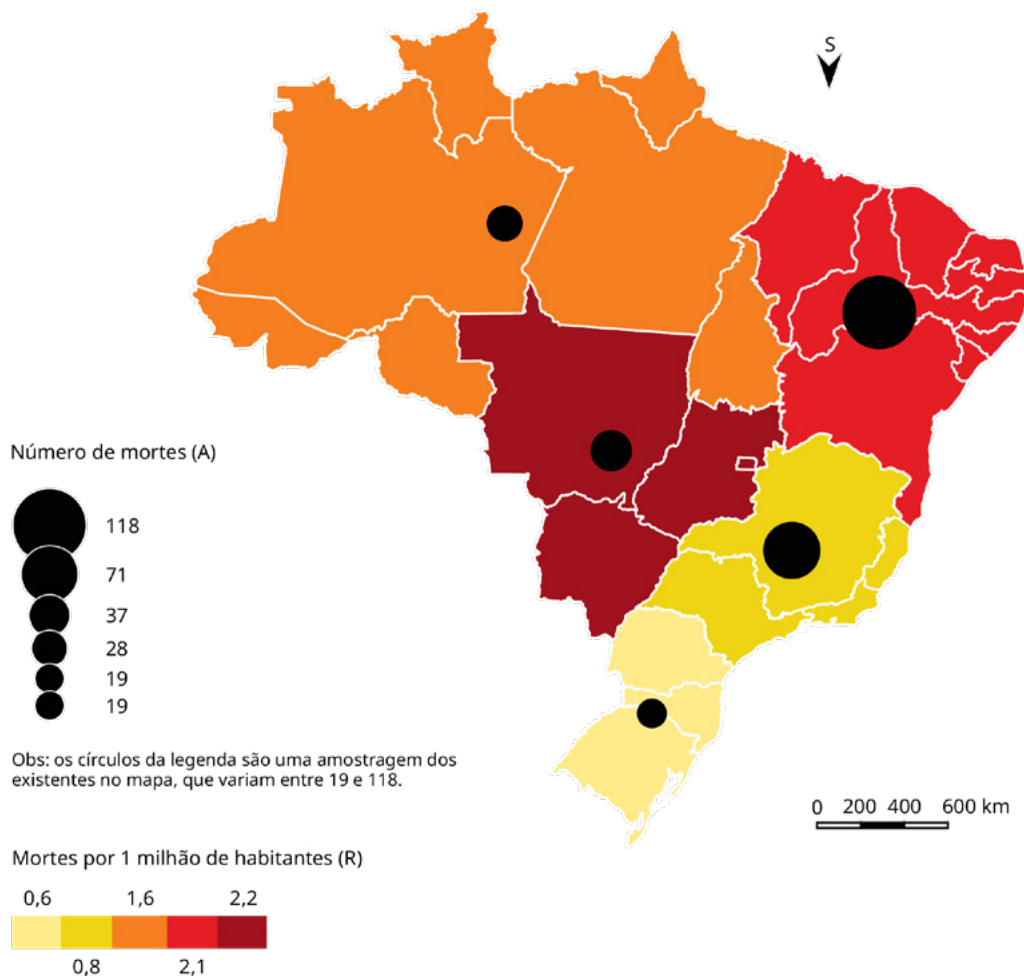 S
Número de mortes (A)
118
71
37
28
19
19
Obs: os círculos da legenda são uma amostragem dos
existentes no mapa, que variam entre 19 e 118.
0 200 400 600 km
Mortes por 1 milhão de habitantes (R)
0,6 1,6 2,2
0,8 2,1